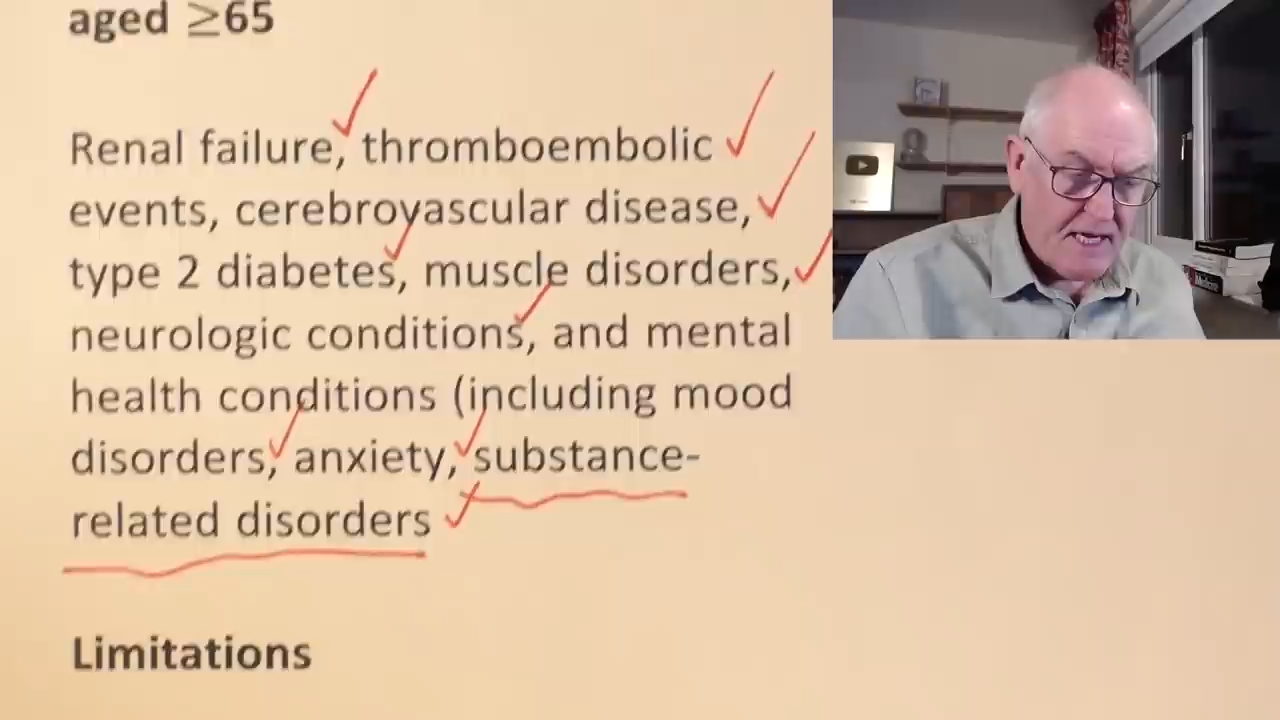 aged ≥65
Renal failure, thromboembolic
events, cerebrovascular disease,
type 2 diabetes, muscle disorders,
neurologic conditions, and mental
health conditions (including mood
disorders, anxiety, substance-
related disorders
Limitations